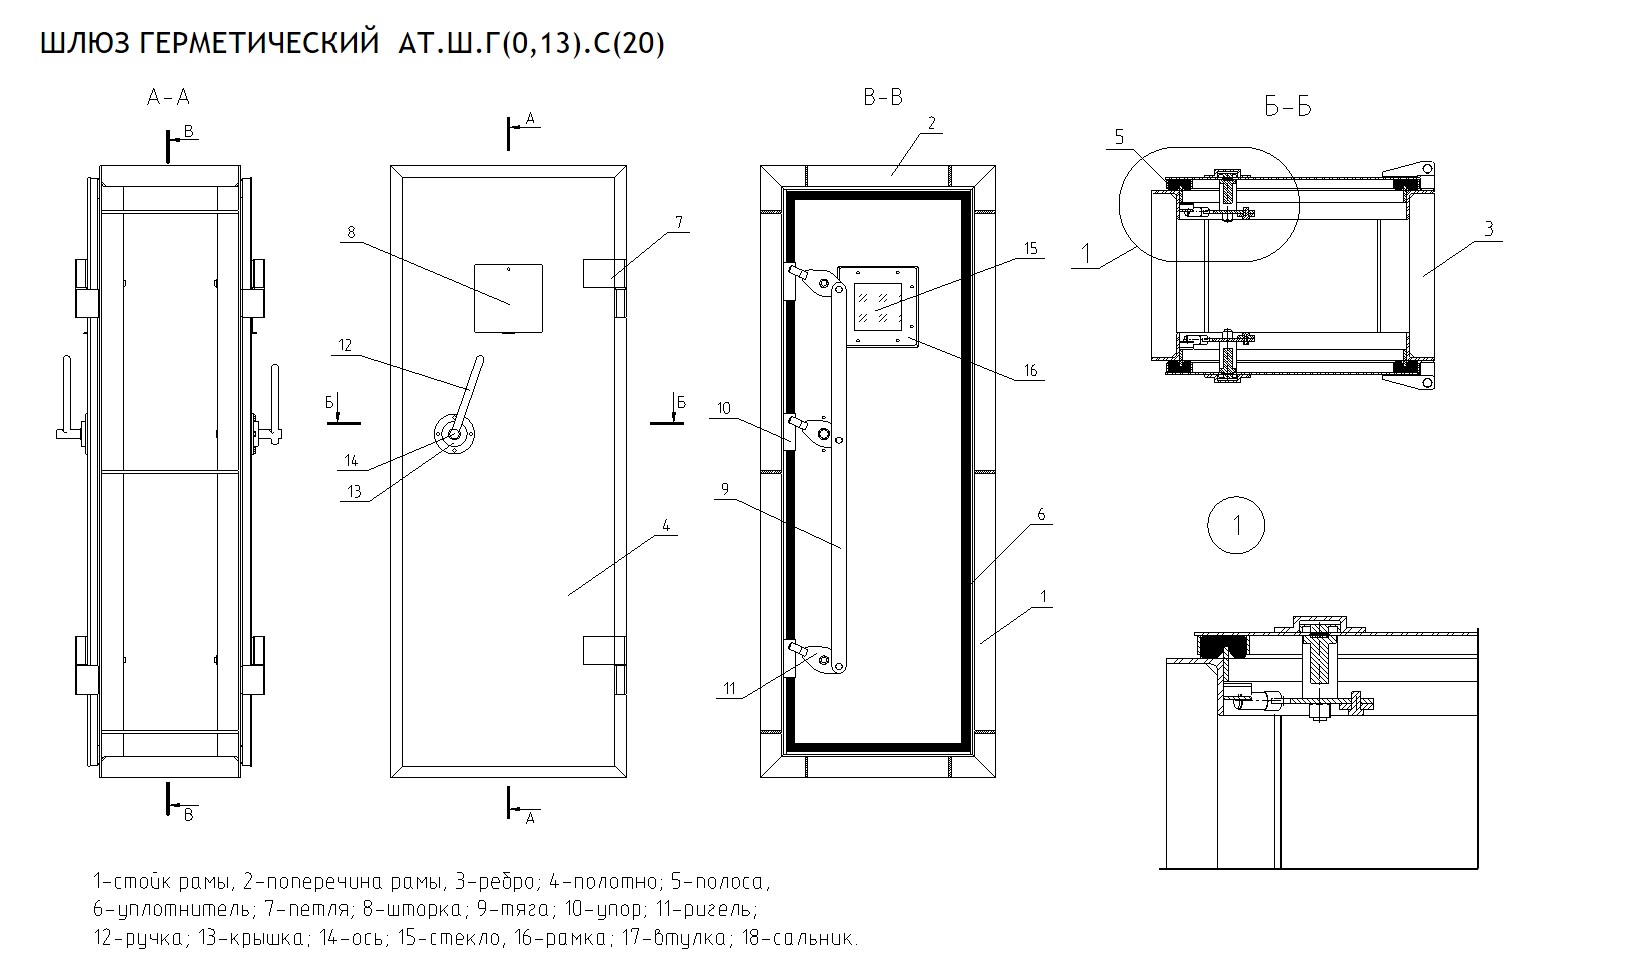 ШЛЮЗ ГЕРМЕТИЧЕСКИЙ АТ.Ш.Г(0,13).С(20)
А-А
В
В
А
7
8
12
Б
Б
14
13
4
А
В-В
2
15
16
10
9
6
1
11
Б-Б
5
1
3
1
1-стойк рамы, 2-поперечина рамы, 3-ребро; 4-полотно; 5-полоса,
6-уплотнитель; 7-петля; 8-шторка; 9-тяга; 10-упор; 11-ригель;
12-ручка; 13-крышка; 14-ось; 15-стекло, 16-рамка; 17-втулка; 18-сальник.